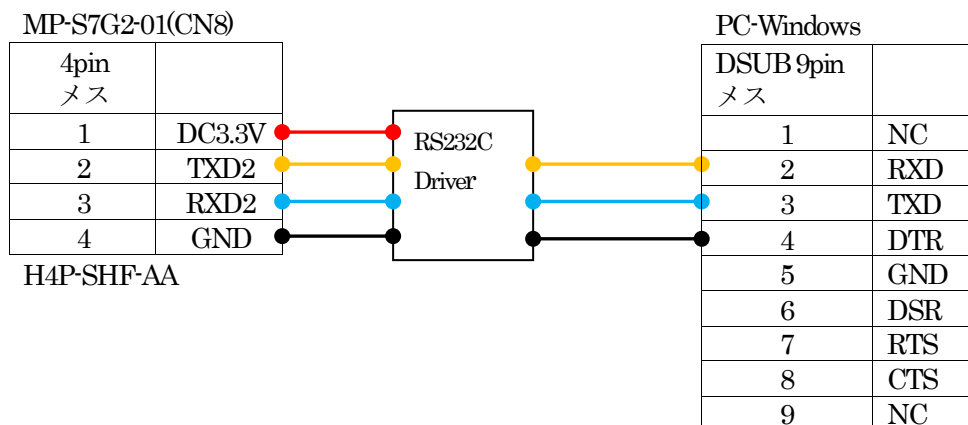 MP-S7G2-01(CN8)
4pin
メス
1 DC3.3V
2 TXD2
3 RXD2
4 GND
H4P-SHF-AA
RS232C
Driver
PC-Windows
DSUB 9pin
メス
1 NC
2 RXD
3 TXD
4 DTR
5 GND
6 DSR
7 RTS
8 CTS
9 NC